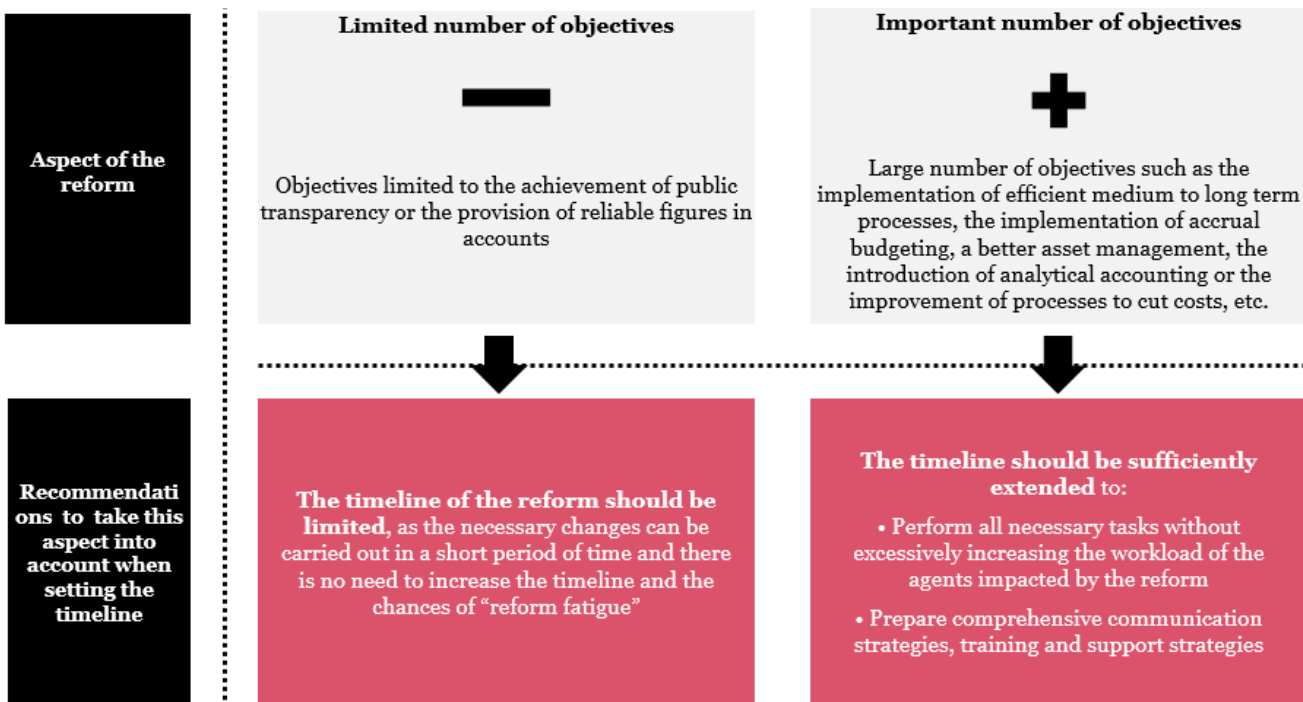 Aspect of the
reform
Limited number of objectives
Objectives limited to the achievement of public
transparency or the provision of reliable figures in
accounts
Important number of objectives
Large number of objectives such as the
implementation of efficient medium to long term
processes, the implementation of accrual
budgeting, a better asset management, the
introduction of analytical accounting or the
improvement of processes to cut costs, etc.
Recommendati
ons to take this
aspect into
account when
setting the
timeline
The timeline of the reform should be
limited, as the necessary changes can be
carried out in a short period of time and there
is no need to increase the timeline and the
chances of “reform fatigue”
The timeline should be sufficiently
extended to:
• Perform all necessary tasks without
excessively increasing the workload of the
agents impacted by the reform
• Prepare comprehensive communication
strategies, training and support strategies